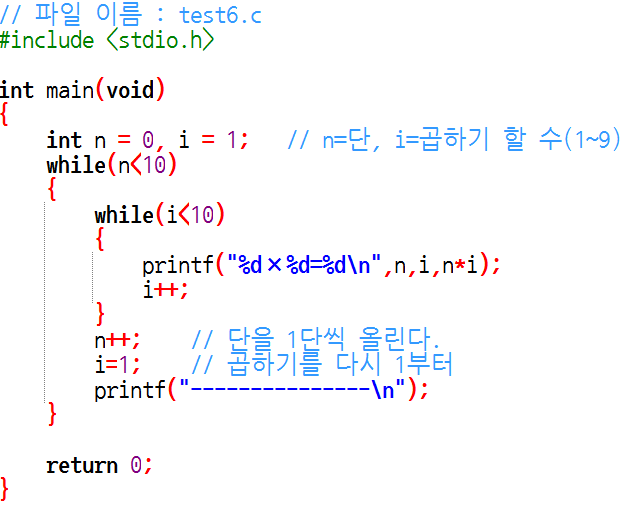 // 파일 이름 : test6.c
#include <stdio.h>
int main(void)
{
int n = 0, i = 1; // n=단, i=곱하기 할 수(1~9)
while(n<10)
{
while(i<10)
{
printf("%d×%d=%d\n",n,i,n*i);
i++;
}
n++; // 단을 1단씩 올린다.
i=1; // 곱하기를 다시 1부터
printf("---------------\n");
}
return 0;
}